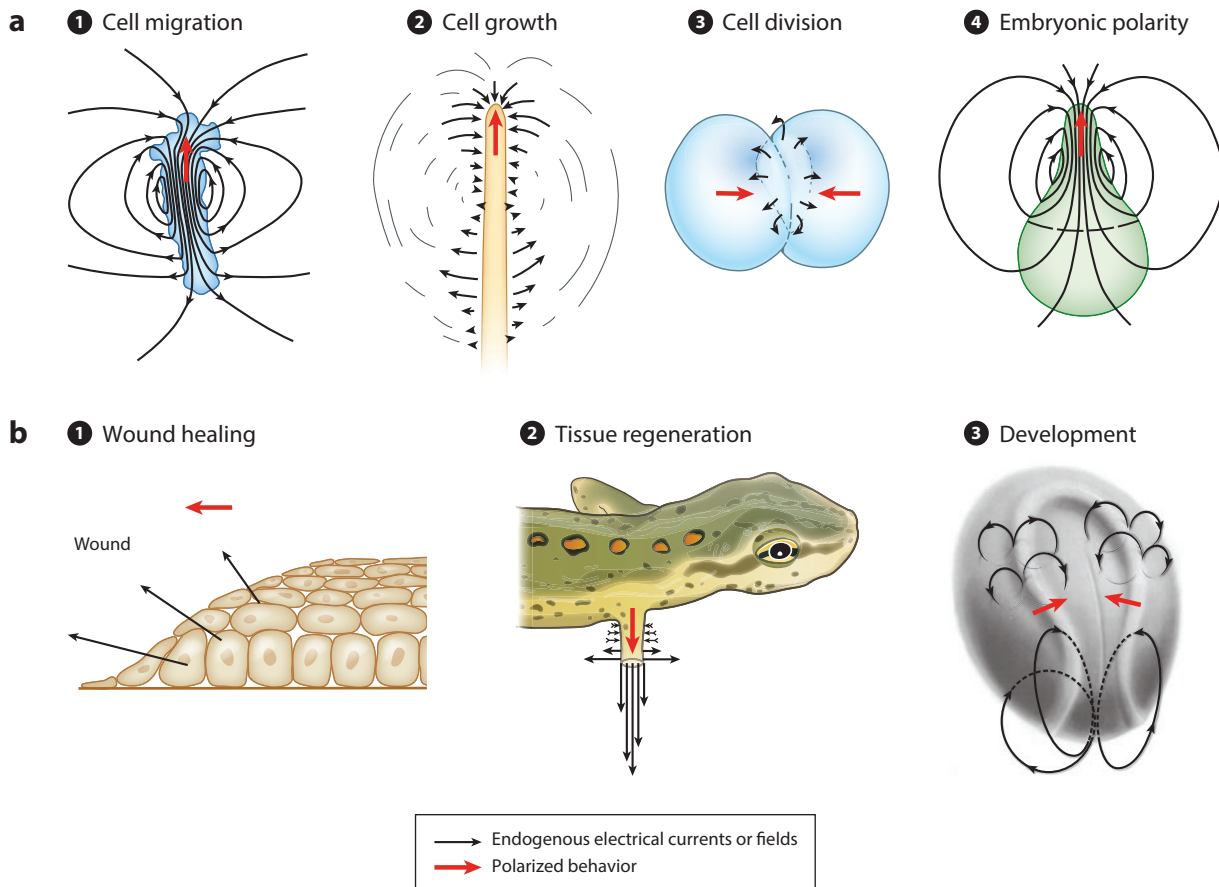 a
1 Cell migration
2 Cell growth
3 Cell division
4 Embryonic polarity
b
1 Wound healing
2 Tissue regeneration
3 Development
Wound
Endogenous electrical currents or fields
Polarized behavior